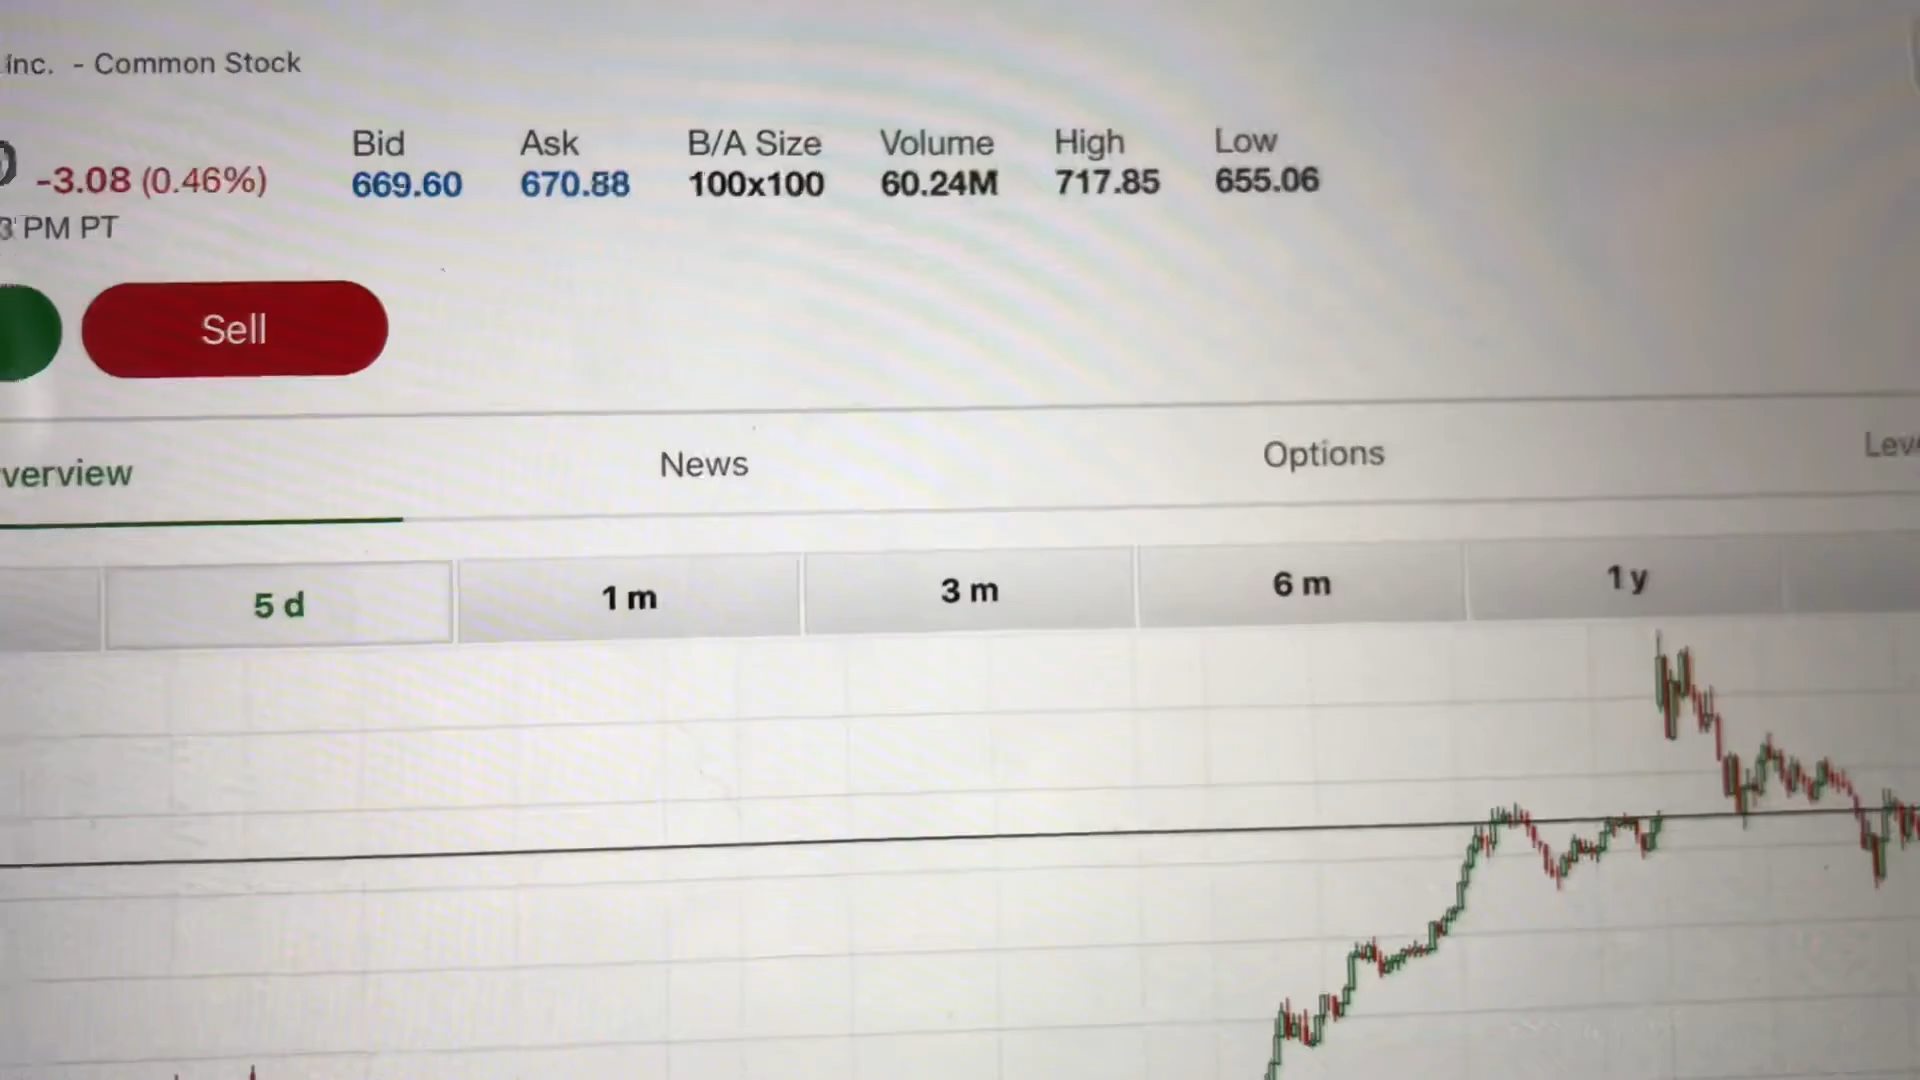 Inc. - Common Stock
Bid Ask B/A Size Volume High Low
-3.08 (0.46%) 669.60 670.88 100x100 60.24M 717.85 655.06
PM PT
Sell
verview News Options Lev
5 d 1 m 3 m 6 m 1 y